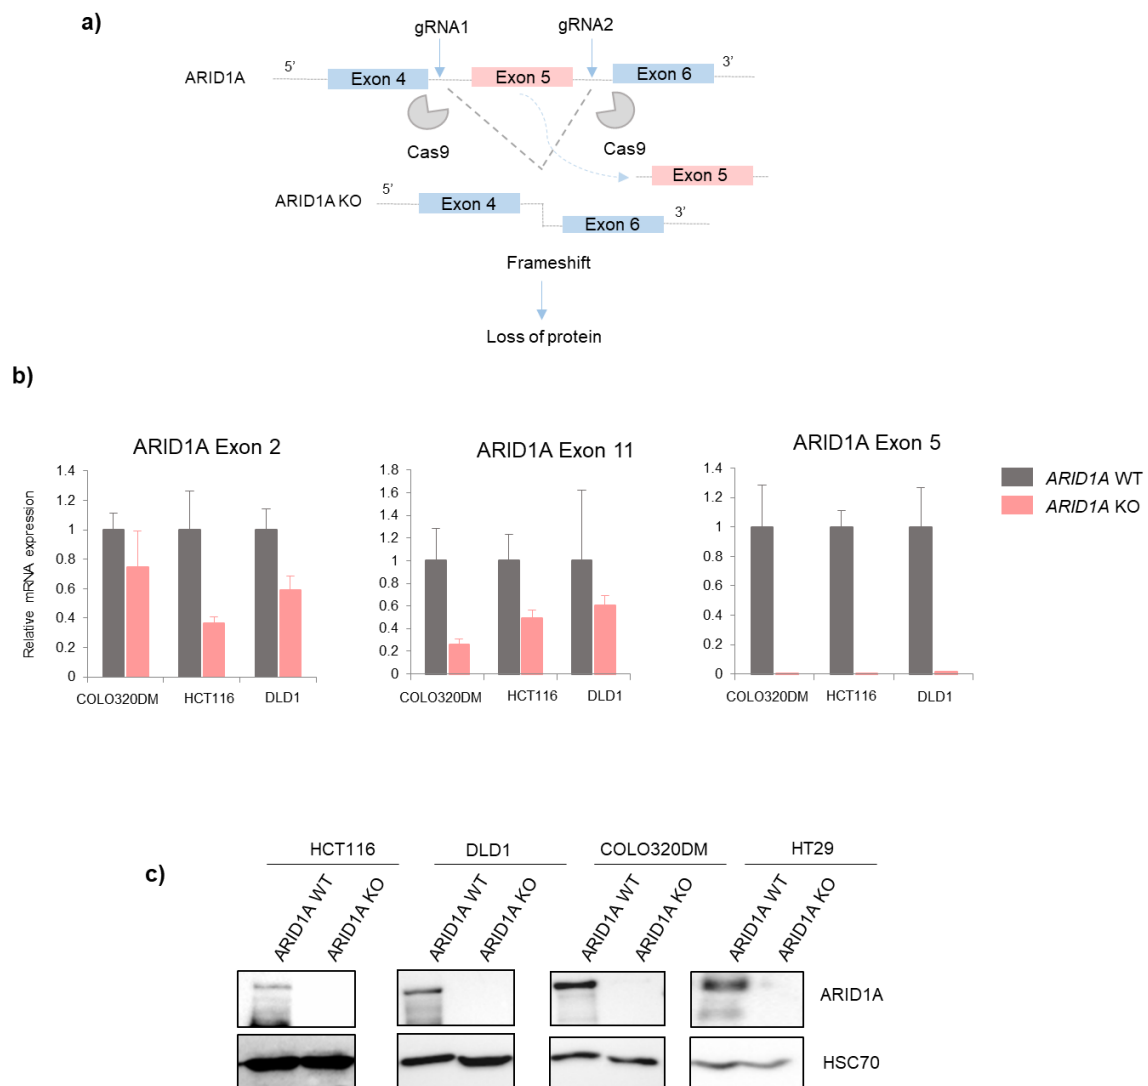 a)
gRNA1 gRNA2
5’ 3’
ARID1A Exon 4 Exon 5 Exon 6
Cas9 Cas9
Exon 5
5’ 3’
ARID1A KO Exon 4 Exon 6
Frameshift
Loss of protein
b)
ARID1A Exon 2
Relative mRNA expression
1.4
1.2
1
0.8
0.6
0.4
0.2
0
COLO320DM HCT116 DLD1
ARID1A Exon 11
1.8
1.6
1.4
1.2
1
0.8
0.6
0.4
0.2
0
COLO320DM HCT116 DLD1
ARID1A Exon 5
1.4
1.2
1
0.8
0.6
0.4
0.2
0
COLO320DM HCT116 DLD1
ARID1A WT
ARID1A KO
c)
HCT116 DLD1 COLO320DM HT29
ARID1A WT ARID1A KO ARID1A WT ARID1A KO ARID1A WT ARID1A KO ARID1A WT ARID1A KO
ARID1A
HSC70